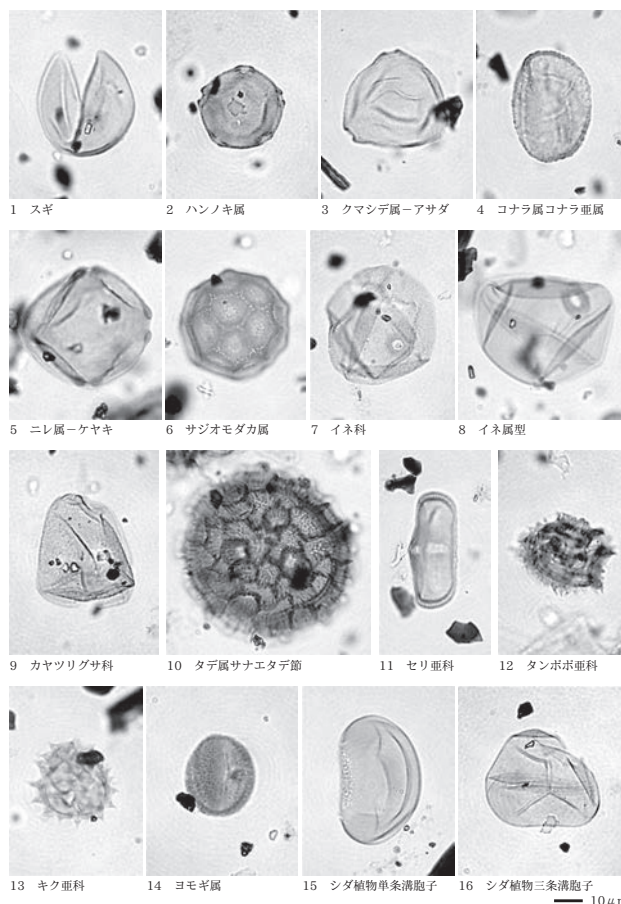 1 スギ
2 ハンノキ属
3 クマシデ属－アサダ
4 コナラ属コナラ亜属
5 ニレ属－ケヤキ
6 サジオモダカ属
7 イネ科
8 イネ属型
9 カヤツリグサ科
10 タデ属サナエタデ節
11 セリ亜科
12 タンポポ亜科
13 キク亜科
14 ヨモギ属
15 シダ植物単条溝胞子
16 シダ植物三条溝胞子